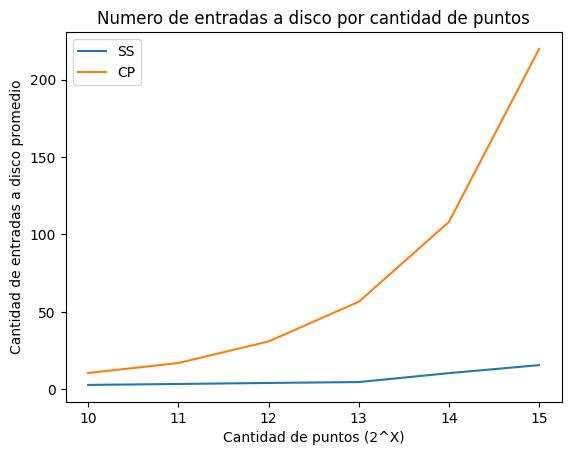 Numero de entradas a disco por cantidad de puntos
SS
CP
Cantidad de entradas a disco promedio
200
150
100
50
0
10 11 12 13 14 15
Cantidad de puntos (2^X)